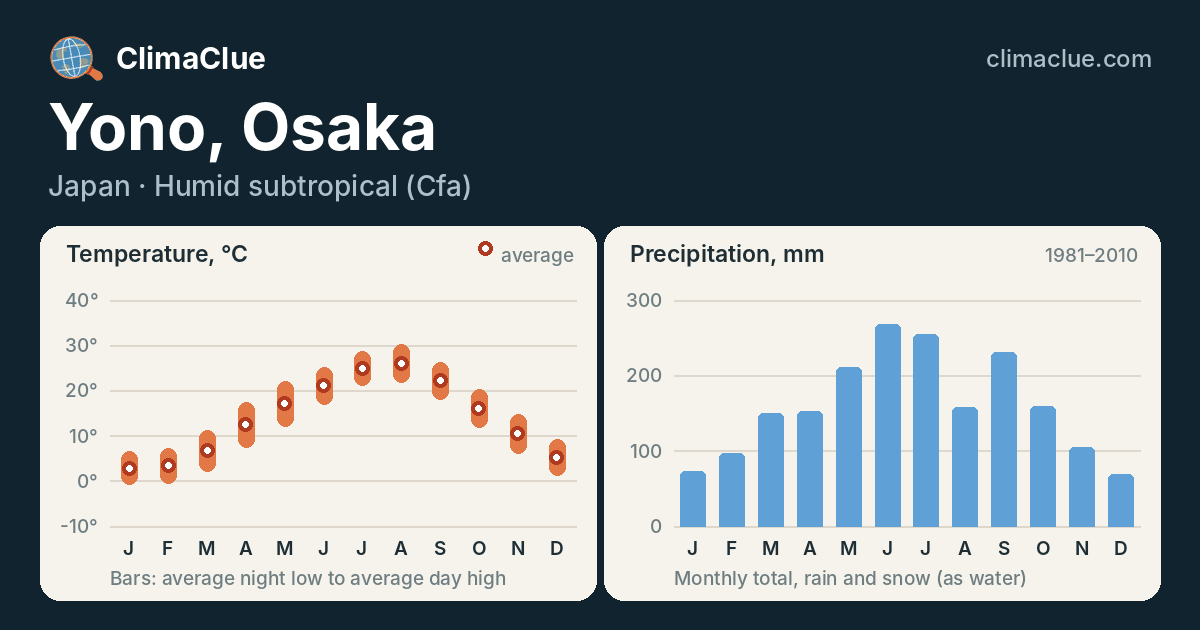 ClimaClue
climaclue.com
Yono, Osaka
Japan · Humid subtropical (Cfa)
Temperature, °C
average
40°
30°
20°
10°
0°
-10°
J F M A M J J A S O N D
Bars: average night low to average day high
Precipitation, mm
1981–2010
300
200
100
0
J F M A M J J A S O N D
Monthly total, rain and snow (as water)